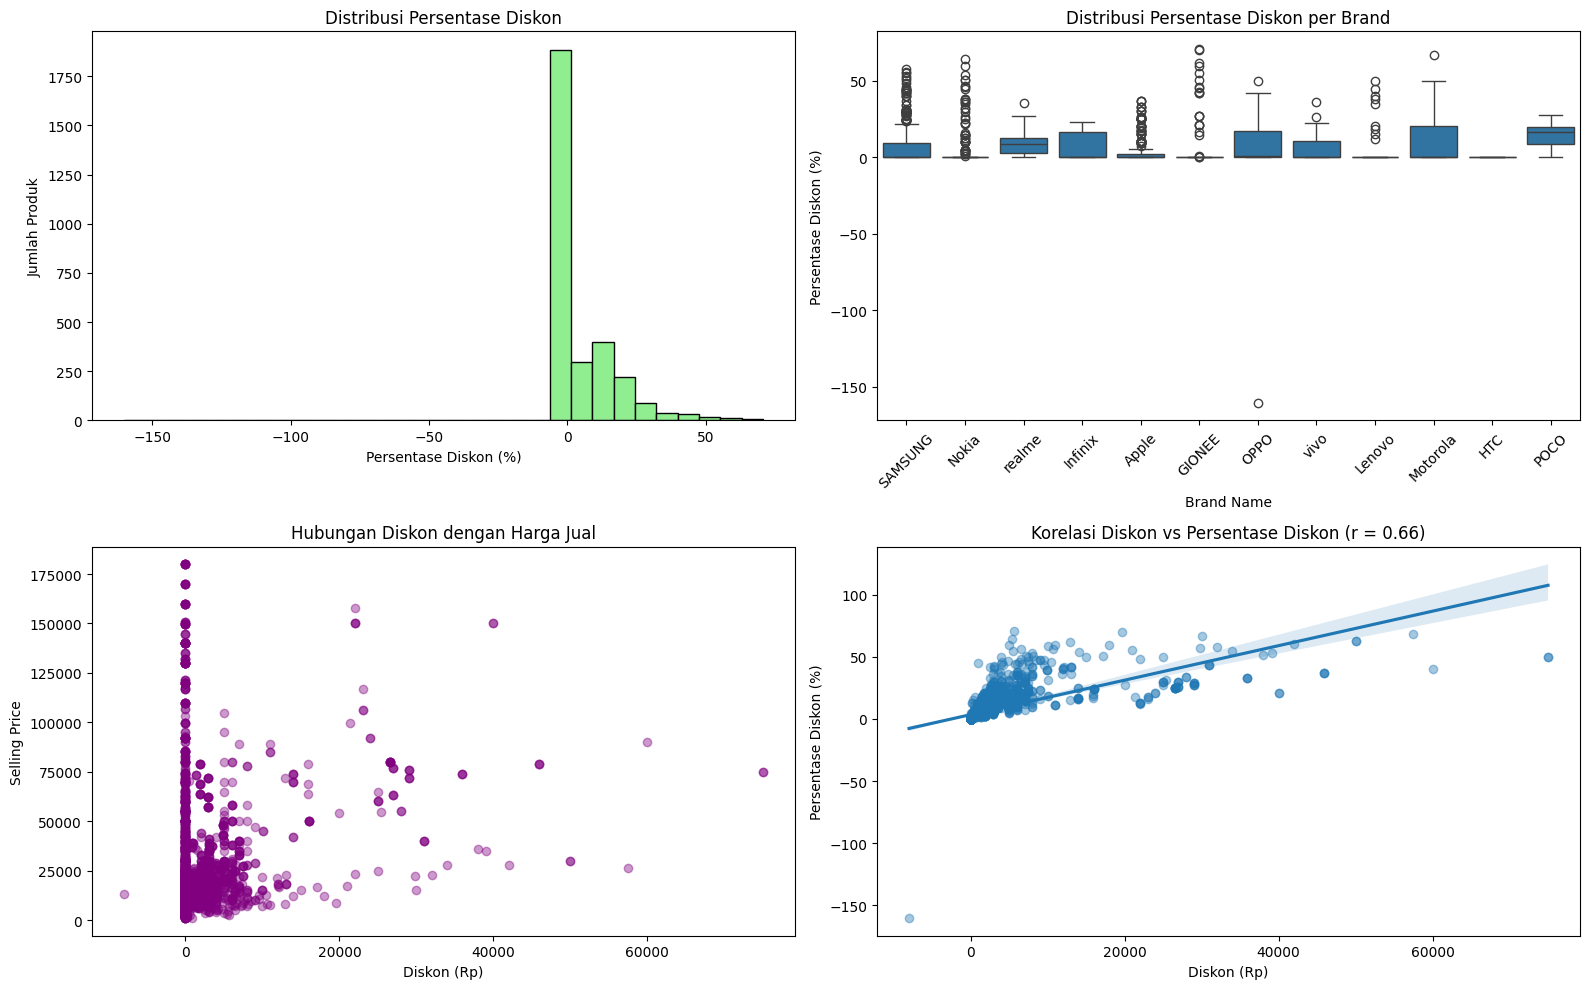 Distribusi Persentase Diskon
Jumlah Produk
1750
1500
1250
1000
750
500
250
0
−150
−100
−50
0
50
Persentase Diskon (%)
Distribusi Persentase Diskon per Brand
Persentase Diskon (%)
50
0
−50
−100
−150
SAMSUNG
Nokia
realme
Infinix
Apple
GIONEE
OPPO
vivo
Lenovo
Motorola
HTC
POCO
Brand Name
Hubungan Diskon dengan Harga Jual
Selling Price
175000
150000
125000
100000
75000
50000
25000
0
0
20000
40000
60000
Diskon (Rp)
Korelasi Diskon vs Persentase Diskon (r = 0.66)
Persentase Diskon (%)
100
50
0
−50
−100
−150
0
20000
40000
60000
Diskon (Rp)